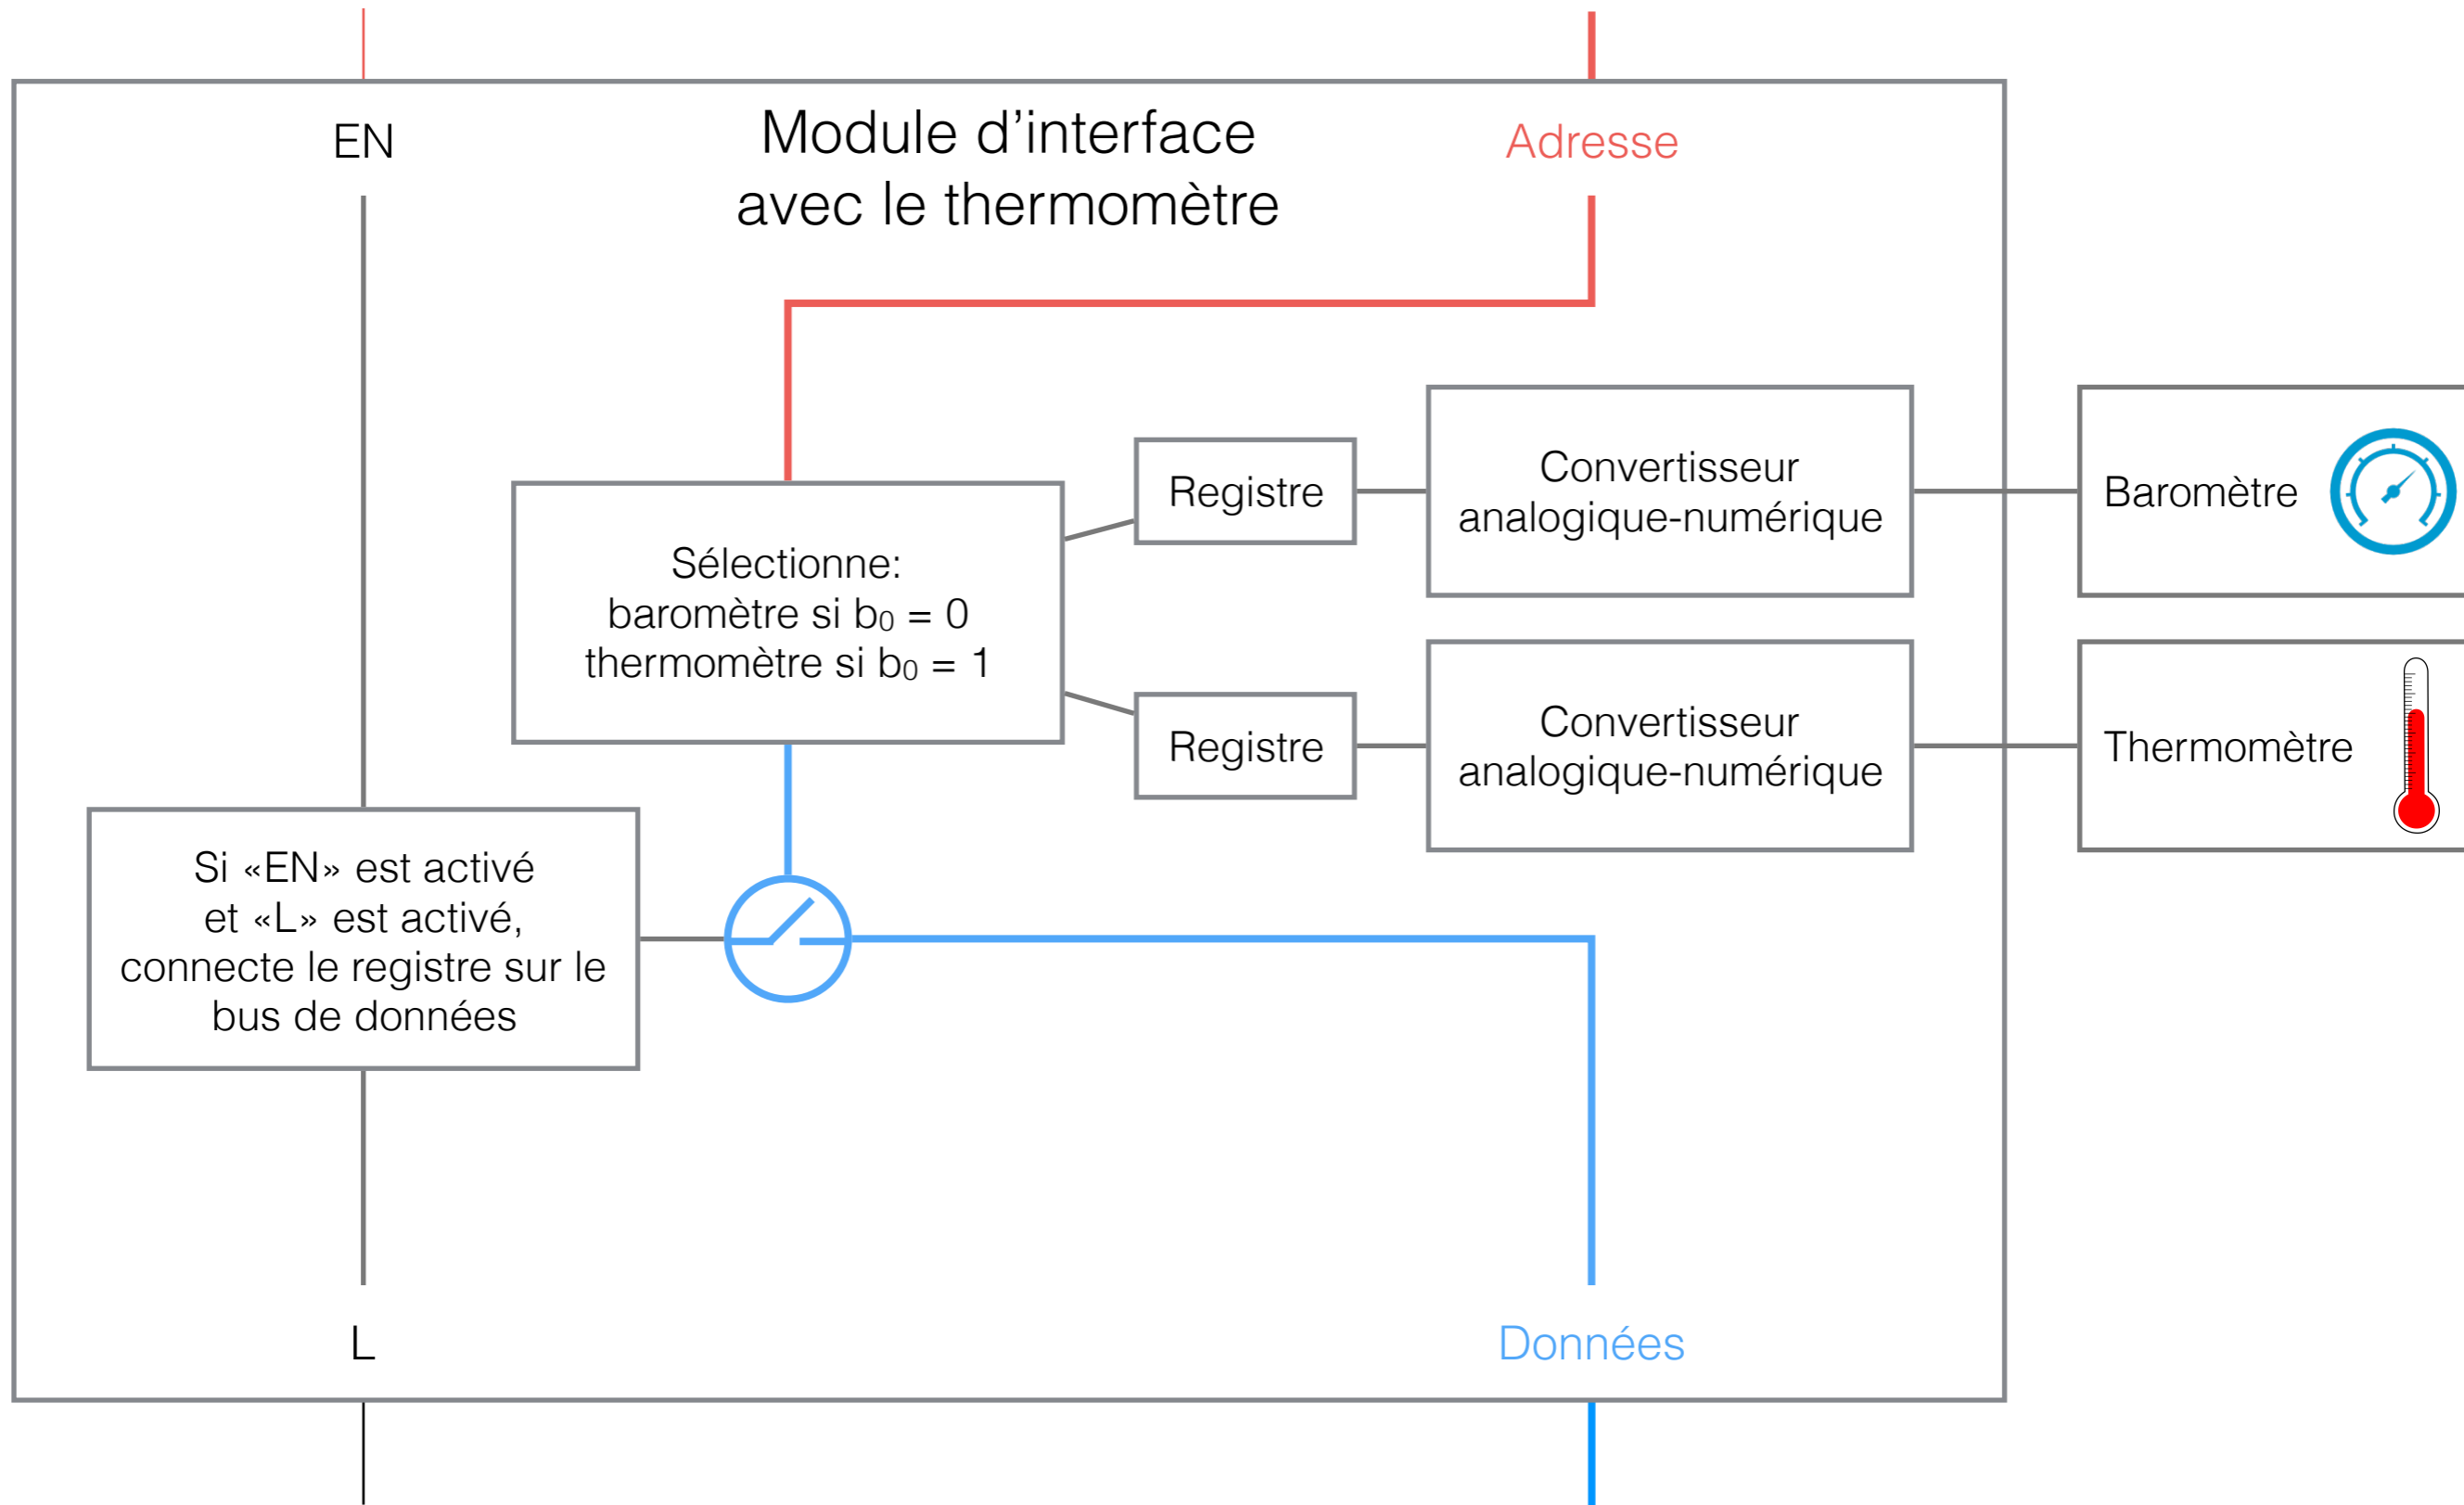 EN
Module d’interface
avec le thermomètre
Adresse
Sélectionne:
baromètre si b₀ = 0
thermomètre si b₀ = 1
Registre
Convertisseur
analogique-numérique
Baromètre
Registre
Convertisseur
analogique-numérique
Thermomètre
Si «EN» est activé
et «L» est activé,
connecte le registre sur le
bus de données
L
Données